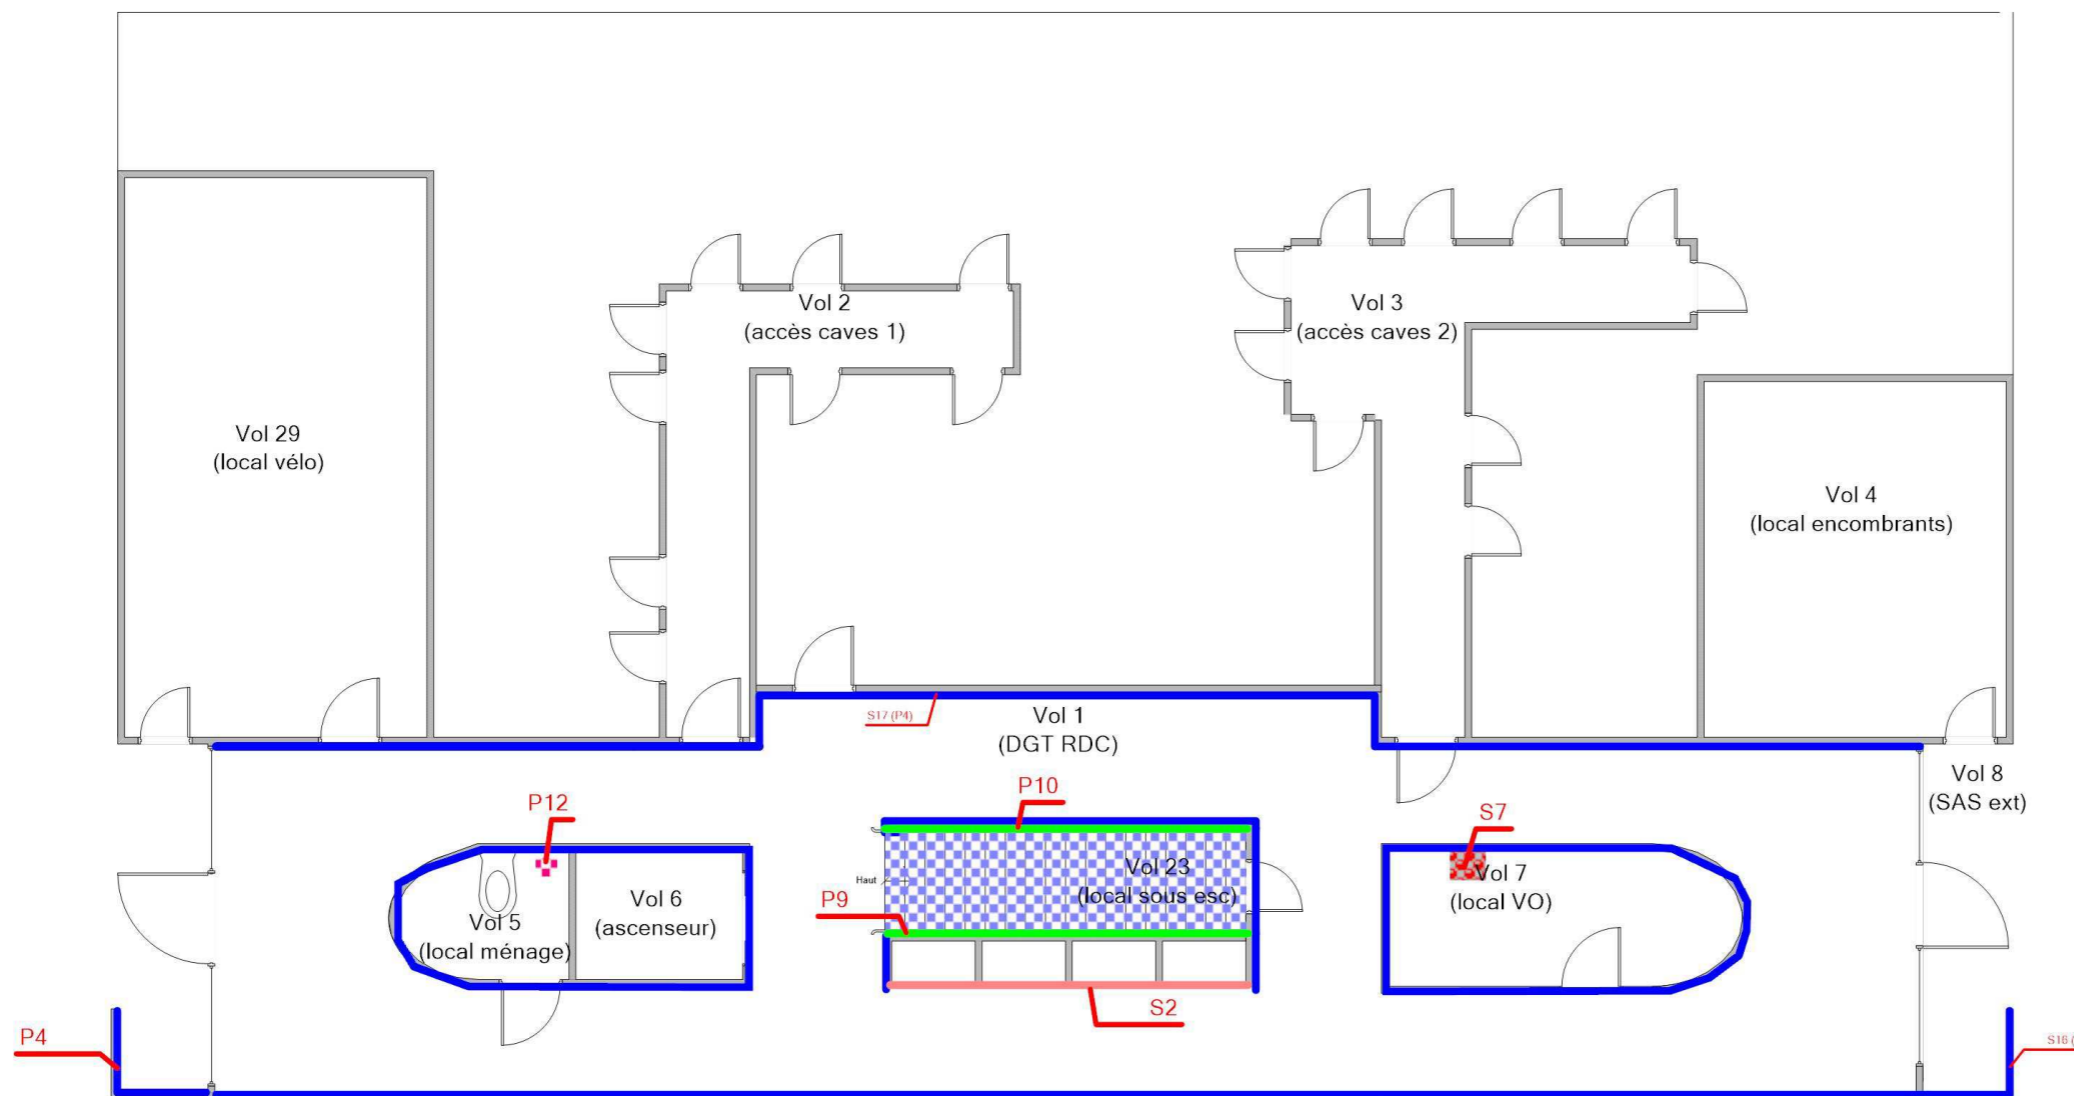 Vol 2
(accès caves 1)
Vol 3
(accès caves 2)
Vol 29
(local vélo)
Vol 4
(local encombrants)
S17 (P4)
Vol 1
(DGT RDC)
Vol 8
(SAS ext)
P12
P10
S7
Haut
Vol 23
(local sous esc)
Vol 7
(local VO)
P9
Vol 6
(ascenseur)
Vol 5
(local ménage)
S2
P4
S16 (